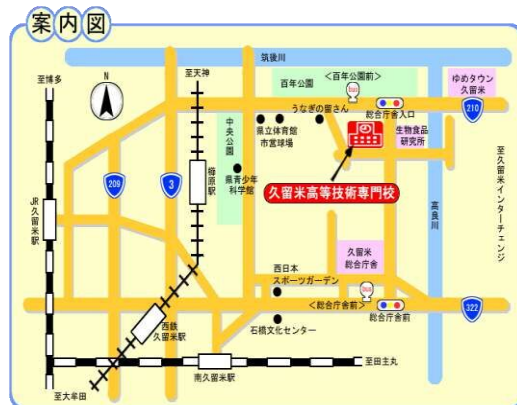 案内図
筑後川
至博多
N
至天神
百年公園
＜百年公園前＞
ゆめタウン
久留米
210
うなぎの留さん
総合庁舎入口
中央公園
県立体育館
市営球場
生物食品
研究所
櫛原駅
県青少年
科学館
209
3
久留米高等技術専門校
JR久留米駅
高良川
至久留米インターチェンジ
久留米
総合庁舎
西日本
スポーツガーデン
＜総合庁舎前＞
総合庁舎前
322
西鉄
久留米駅
石橋文化センター
南久留米駅
至田主丸
至大牟田